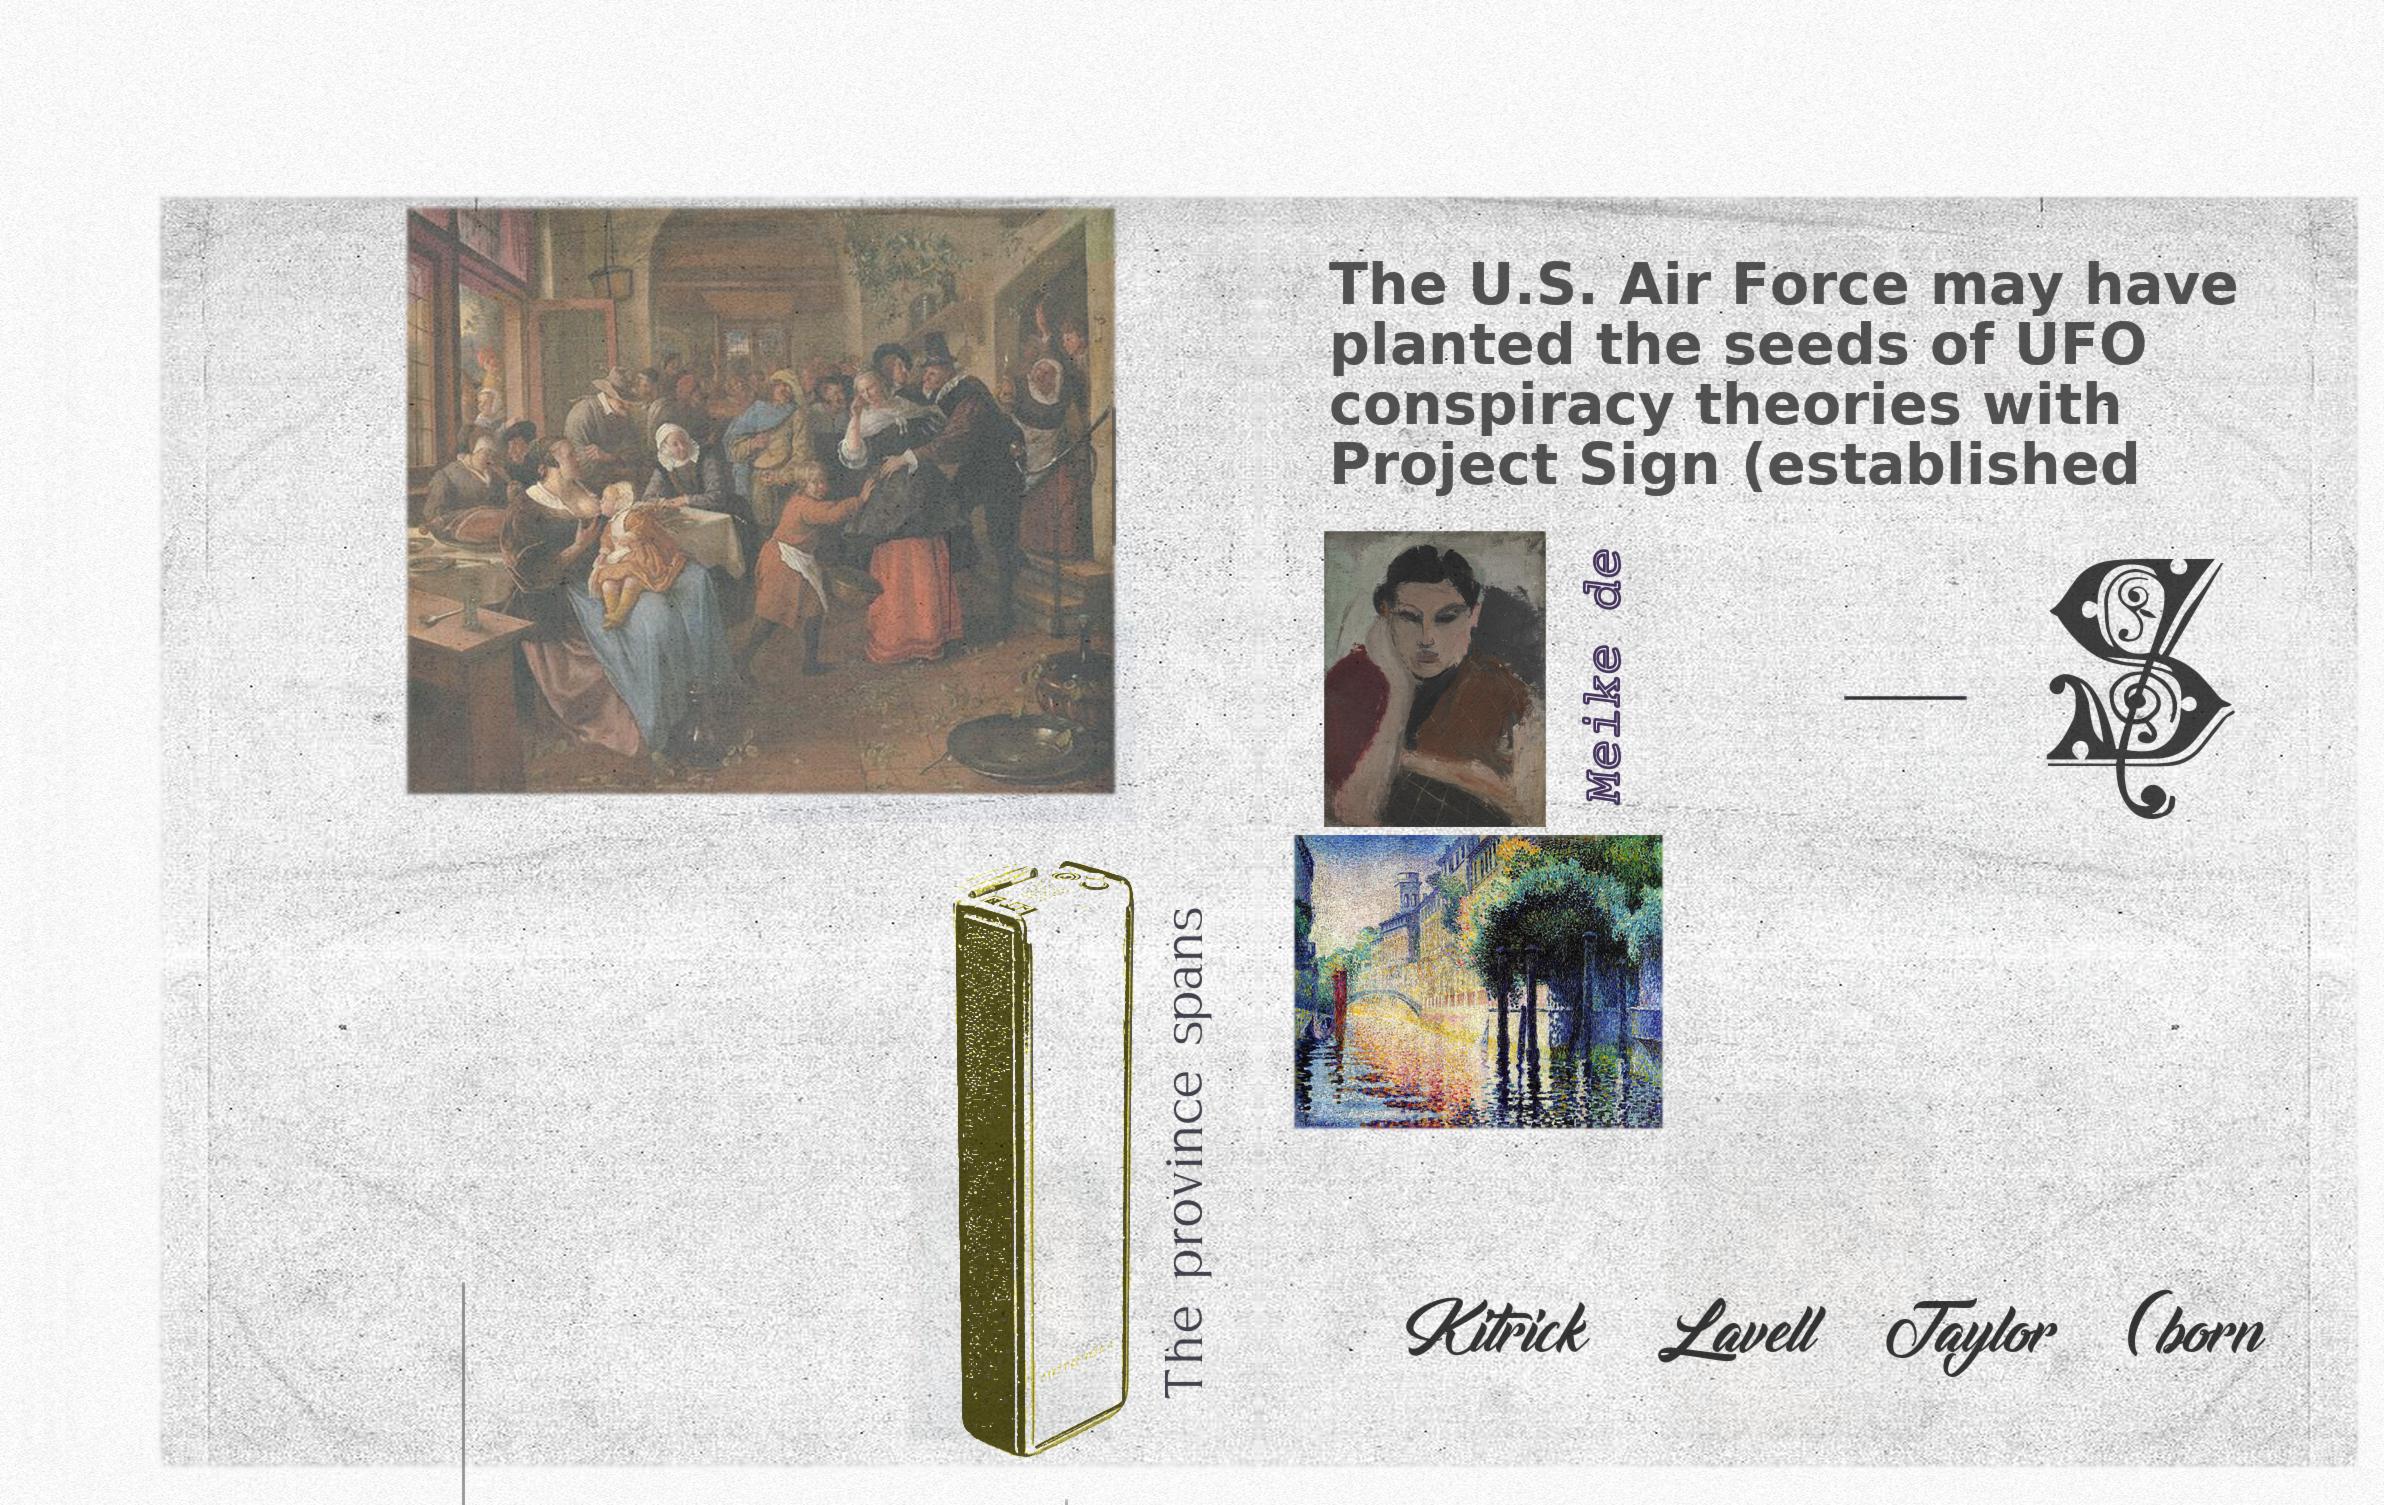 The U.S. Air Force may have
planted the seeds of UFO
conspiracy theories with
Project Sign (established
Meike de
The province spans
Kitrick Lavell Taylor (born